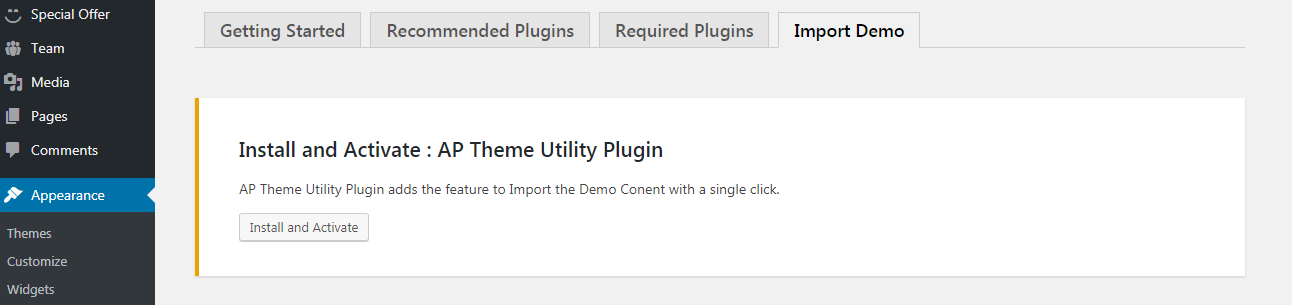 Special Offer
Team
Media
Pages
Comments
Appearance
Themes
Customize
Widgets
Getting Started
Recommended Plugins
Required Plugins
Import Demo
Install and Activate : AP Theme Utility Plugin
AP Theme Utility Plugin adds the feature to Import the Demo Conent with a single click.
Install and Activate